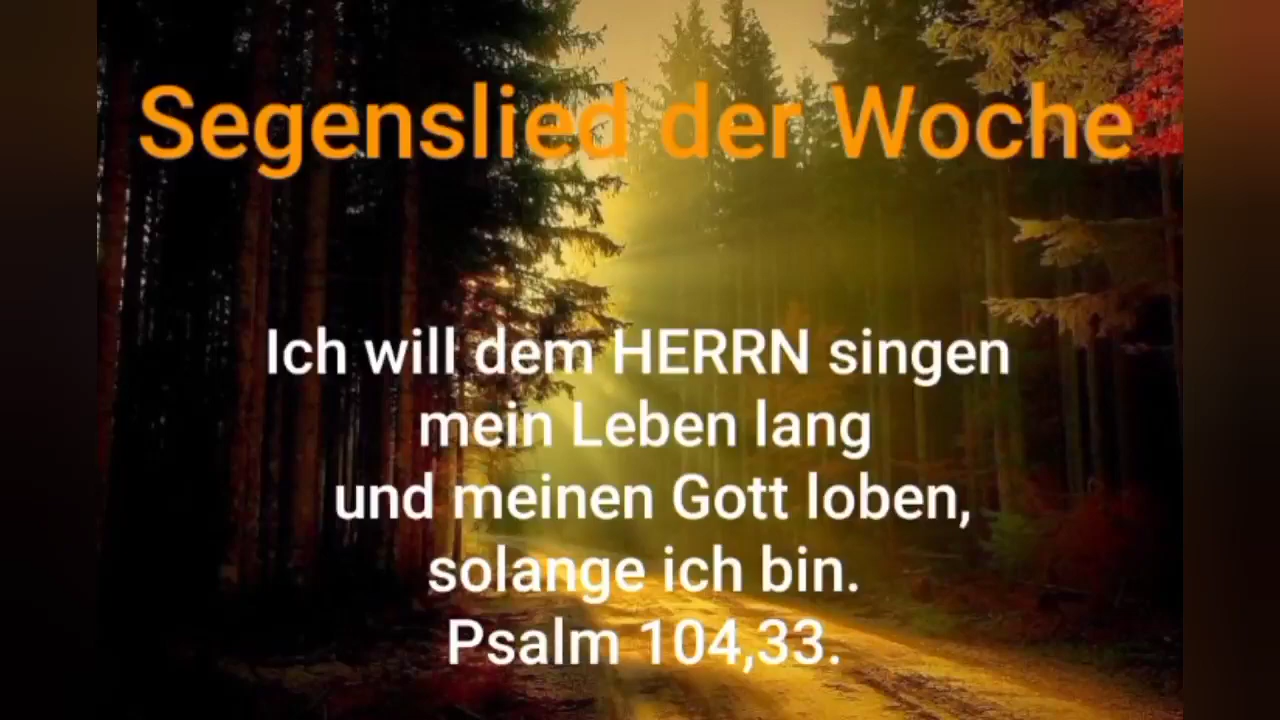 Segenslied der Woche
Ich will dem HERRN singen
mein Leben lang
und meinen Gott loben,
solange ich bin.
Psalm 104,33.